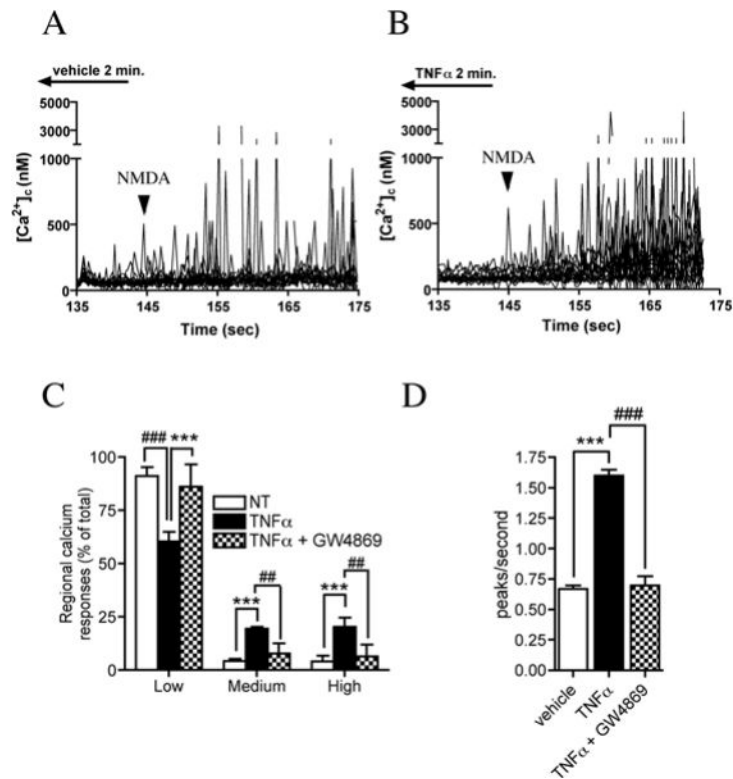 A
B
vehicle 2 min.
TNFα 2 min.
5000
3000
1000
500
0
[Ca²⁺]c (nM)
NMDA
135 145 155 165 175
Time (sec)
5000
3000
1000
500
0
[Ca²⁺]c (nM)
NMDA
135 145 155 165 175
Time (sec)
C
D
### ***
100
75
50
25
0
Regional calcium
responses (% of total)
NT
TNFα
TNFα + GW4869
##
***
##
***
Low Medium High
###
***
1.75
1.50
1.25
1.00
0.75
0.50
0.25
0.00
peaks/second
vehicle
TNFα
TNFα + GW4869